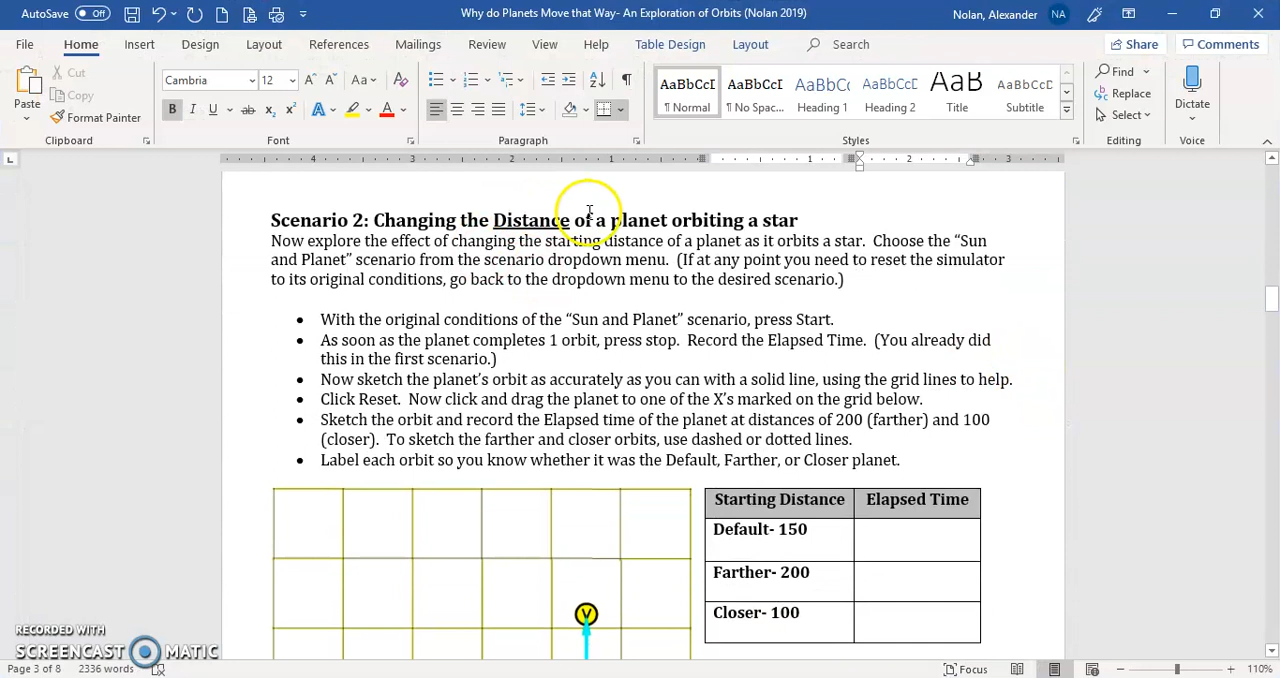 AutoSave Off Why do Planets Move that Way- An Exploration of Orbits (Nolan 2019) Nolan, Alexander NA
File Home Insert Design Layout References Mailings Review View Help Table Design Layout Search Share Comments
Cut
Copy
Format Painter
Paste
Cambria 12 Aa
B I U ab x₂ x² A A
AaBbCcI AaBbCcI AaBbCc AaBbCcI AaB AaBbCcI
¶ Normal ¶ No Spac... Heading 1 Heading 2 Title Subtitle
Find
Replace
Select
Dictate
Clipboard Font Paragraph Styles Editing Voice
4 3 2 1 1 2 3
Scenario 2: Changing the Distance of a planet orbiting a star
Now explore the effect of changing the starting distance of a planet as it orbits a star. Choose the “Sun
and Planet” scenario from the scenario dropdown menu. (If at any point you need to reset the simulator
to its original conditions, go back to the dropdown menu to the desired scenario.)
• With the original conditions of the “Sun and Planet” scenario, press Start.
• As soon as the planet completes 1 orbit, press stop. Record the Elapsed Time. (You already did
this in the first scenario.)
• Now sketch the planet’s orbit as accurately as you can with a solid line, using the grid lines to help.
• Click Reset. Now click and drag the planet to one of the X’s marked on the grid below.
• Sketch the orbit and record the Elapsed time of the planet at distances of 200 (farther) and 100
(closer). To sketch the farther and closer orbits, use dashed or dotted lines.
• Label each orbit so you know whether it was the Default, Farther, or Closer planet.
Starting Distance Elapsed Time
Default- 150
Farther- 200
Closer- 100
V
RECORDED WITH
SCREENCAST MATIC
Page 3 of 8 2336 words Focus 110%